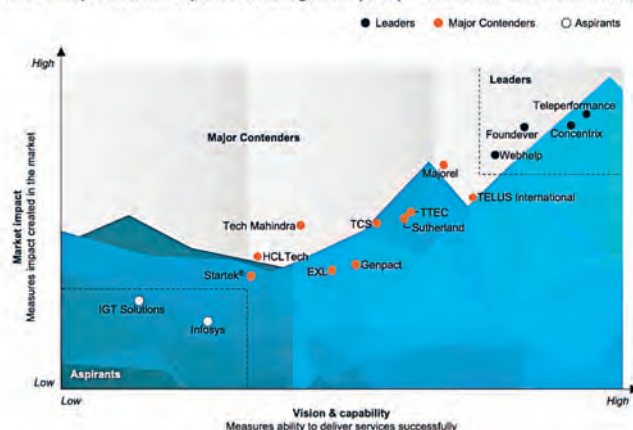 Leaders
Major Contenders
Aspirants
High
Leaders
Teleperformance
Foundever
Concentrix
Major Contenders
Webhelp
Majorel
TELUS International
Tech Mahindra
TCS
TTEC
Sutherland
HCLTech
Startek®
EXL
Genpact
IGT Solutions
Infosys
Aspirants
Market impact
Measures impact created in the market
Low
Low
High
Vision & capability
Measures ability to deliver services successfully